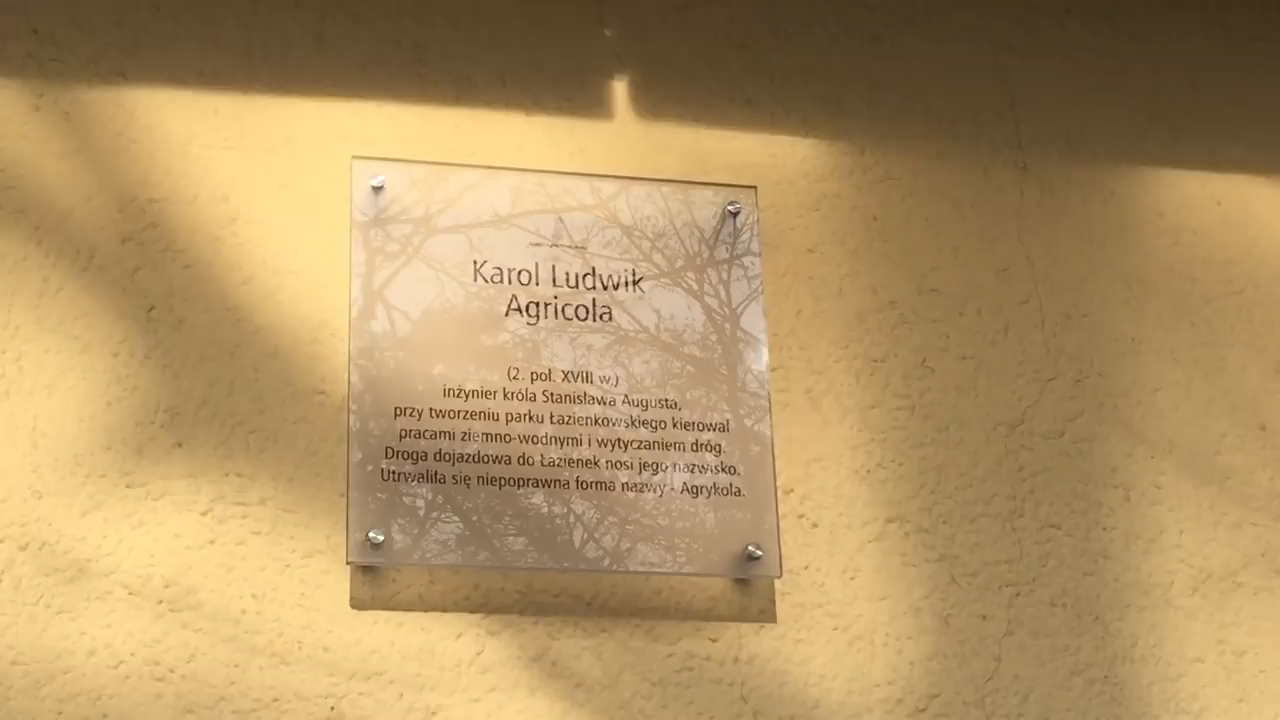 Karol Ludwik
Agricola
(2. poł. XVIII w.)
inżynier króla Stanisława Augusta,
przy tworzeniu parku Łazienkowskiego kierował
pracami ziemno-wodnymi i wytyczaniem dróg.
Droga dojazdowa do Łazienek nosi jego nazwisko.
Utrwaliła się niepoprawna forma nazwy - Agrykola.